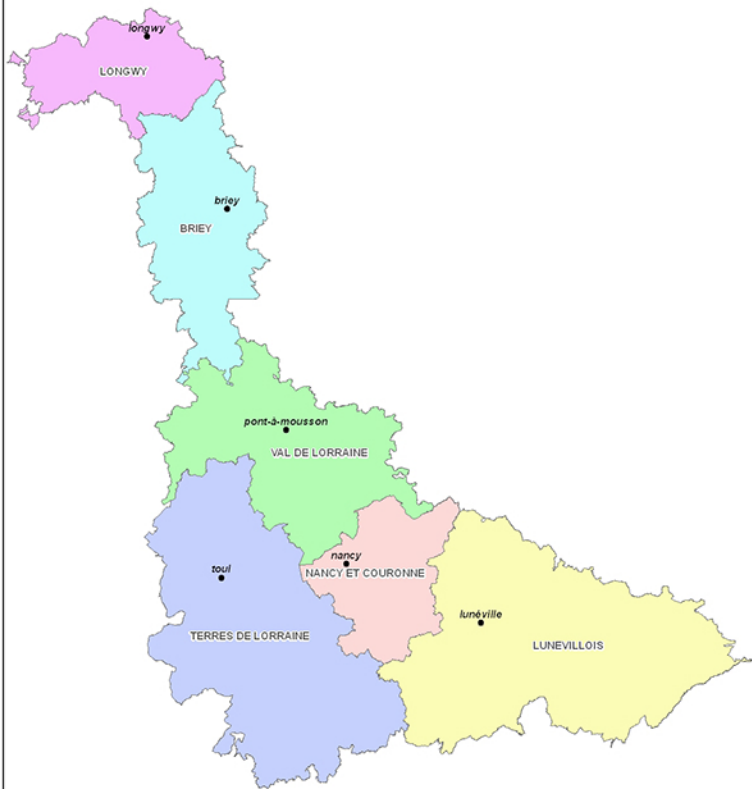 longwy
LONGWY
briey
BRIEY
pont-à-mousson
VAL DE LORRAINE
nancy
NANCY ET COURONNE
toul
lunéville
TERRES DE LORRAINE
LUNEVILLOIS